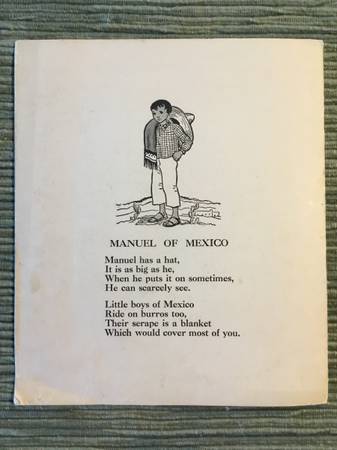 MANUEL OF MEXICO
Manuel has a hat,
It is as big as he,
When he puts it on sometimes,
He can scarcely see.
Little boys of Mexico
Ride on burros too,
Their serape is a blanket
Which would cover most of you.